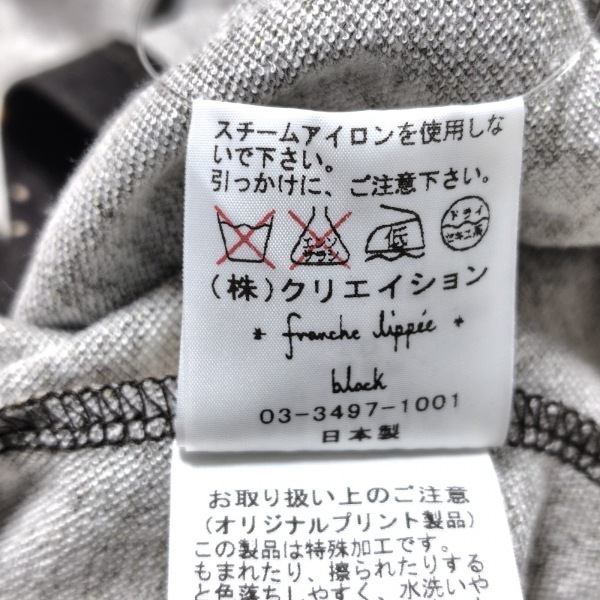 スチームアイロンを使用しな
いで下さい。
引っかけに、ご注意下さい。
エンソ
サラシ
低
ドライ
セキユ系
(株)クリエイション
* franche lippée *
black
03-3497-1001
日本製
お取り扱い上のご注意
(オリジナルプリント製品)
この製品は特殊加工です。
もまれたり、擦られたりする
と色落ちしやすく、水洗いや